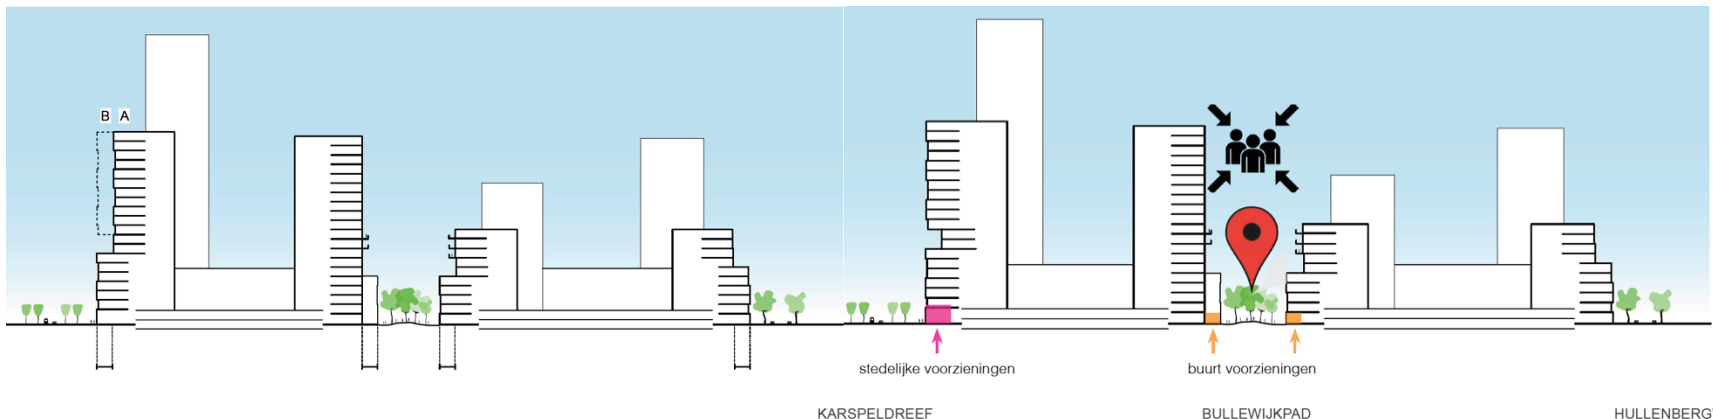 B A
stedelijke voorzieningen
buurt voorzieningen
KARSPELDREEF
BULLEWIJKPAD
HULLENBERG